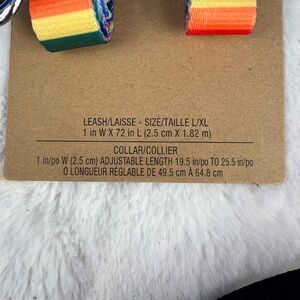 LEASH/LAISSE - SIZE/TAILLE L/XL
1 in W X 72 in L (2.5 cm X 1.82 m)
COLLAR/COLLIER
1 in/po W (2.5 cm) ADJUSTABLE LENGTH 19.5 in/po TO 25.5 in/po
O LONGUEUR RÉGLABLE DE 49.5 CM À 64.8 cm